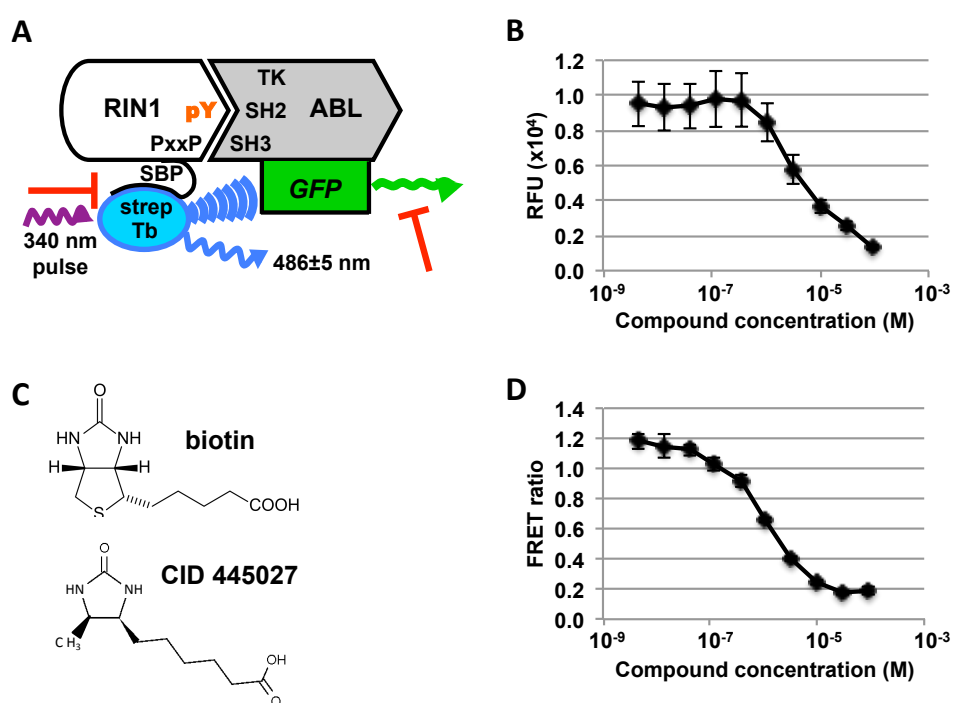 A
RIN1
pY
PxxP
TK
SH2
SH3
ABL
SBP
GFP
strep
Tb
340 nm
pulse
486±5 nm
B
RFU (x10⁴)
1.2
1.0
0.8
0.6
0.4
0.2
0.0
10⁻⁹
10⁻⁷
10⁻⁵
10⁻³
Compound concentration (M)
C
O
HN
NH
H
H
S
COOH
biotin
O
HN
NH
CH₃
OH
O
CID 445027
D
FRET ratio
1.4
1.2
1.0
0.8
0.6
0.4
0.2
0.0
10⁻⁹
10⁻⁷
10⁻⁵
10⁻³
Compound concentration (M)